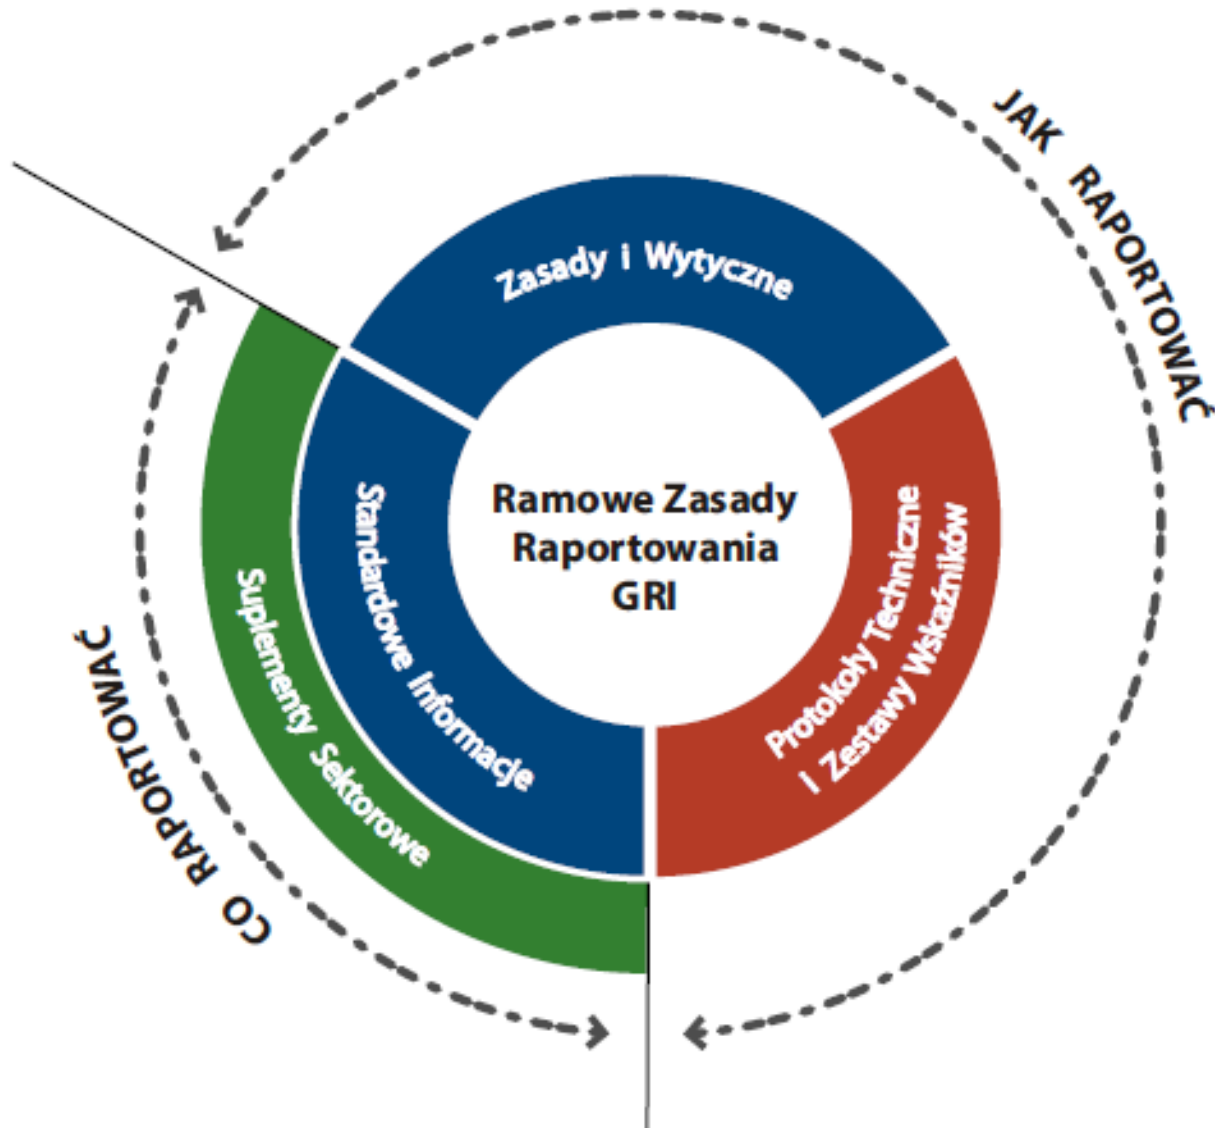 JAK RAPORTOWAĆ
Zasady i Wytyczne
Ramowe Zasady
Raportowania
GRI
Protokoły Techniczne
I Zestawy Wskaźników
Standardowe Informacje
Suplementy Sektorowe
CO RAPORTOWAĆ